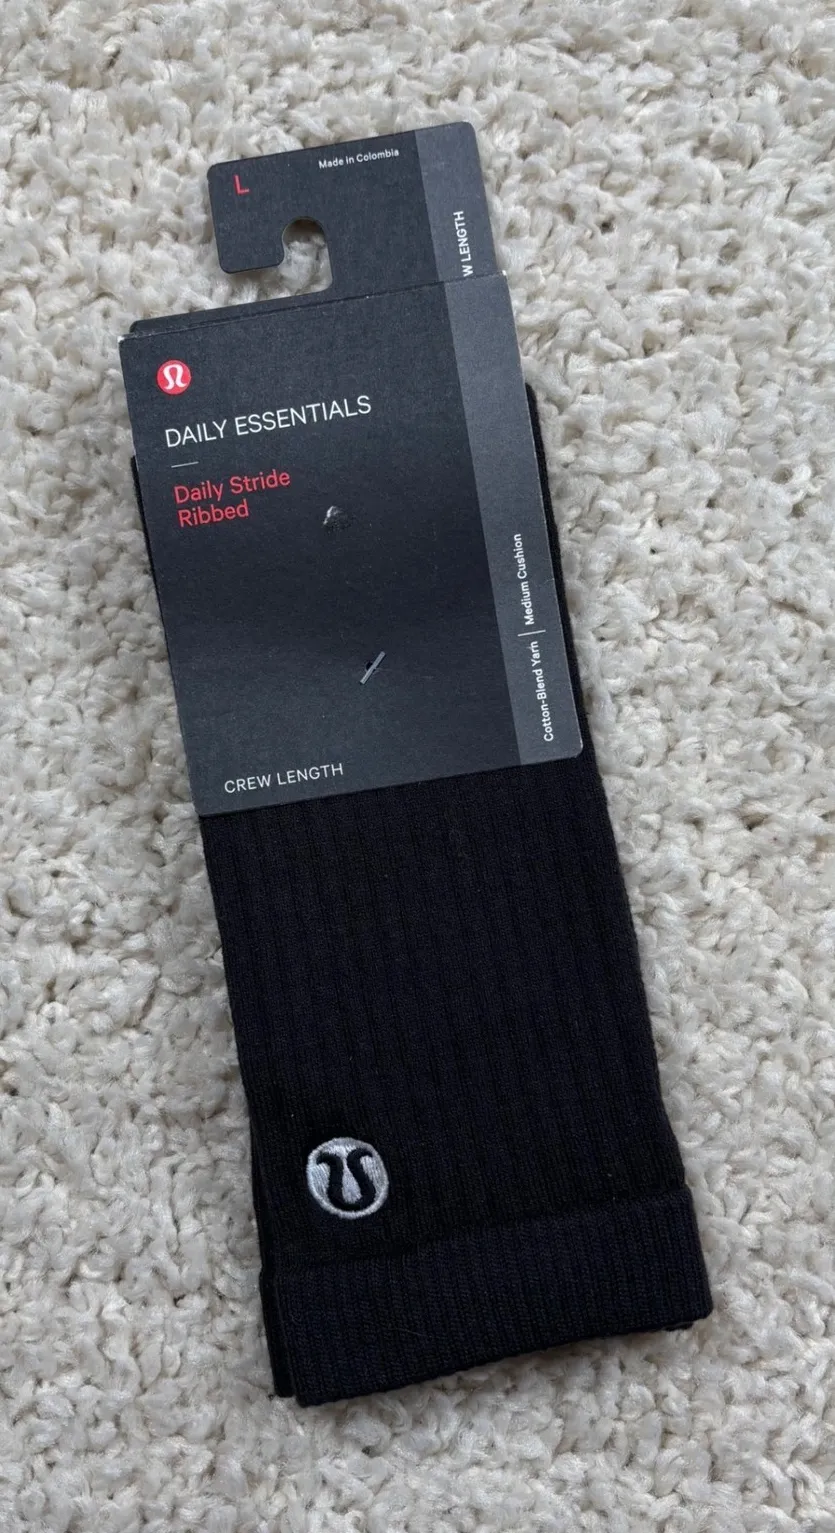 L
Made in Colombia
W LENGTH
DAILY ESSENTIALS
Daily Stride
Ribbed
Cotton-Blend Yarn | Medium Cushion
CREW LENGTH